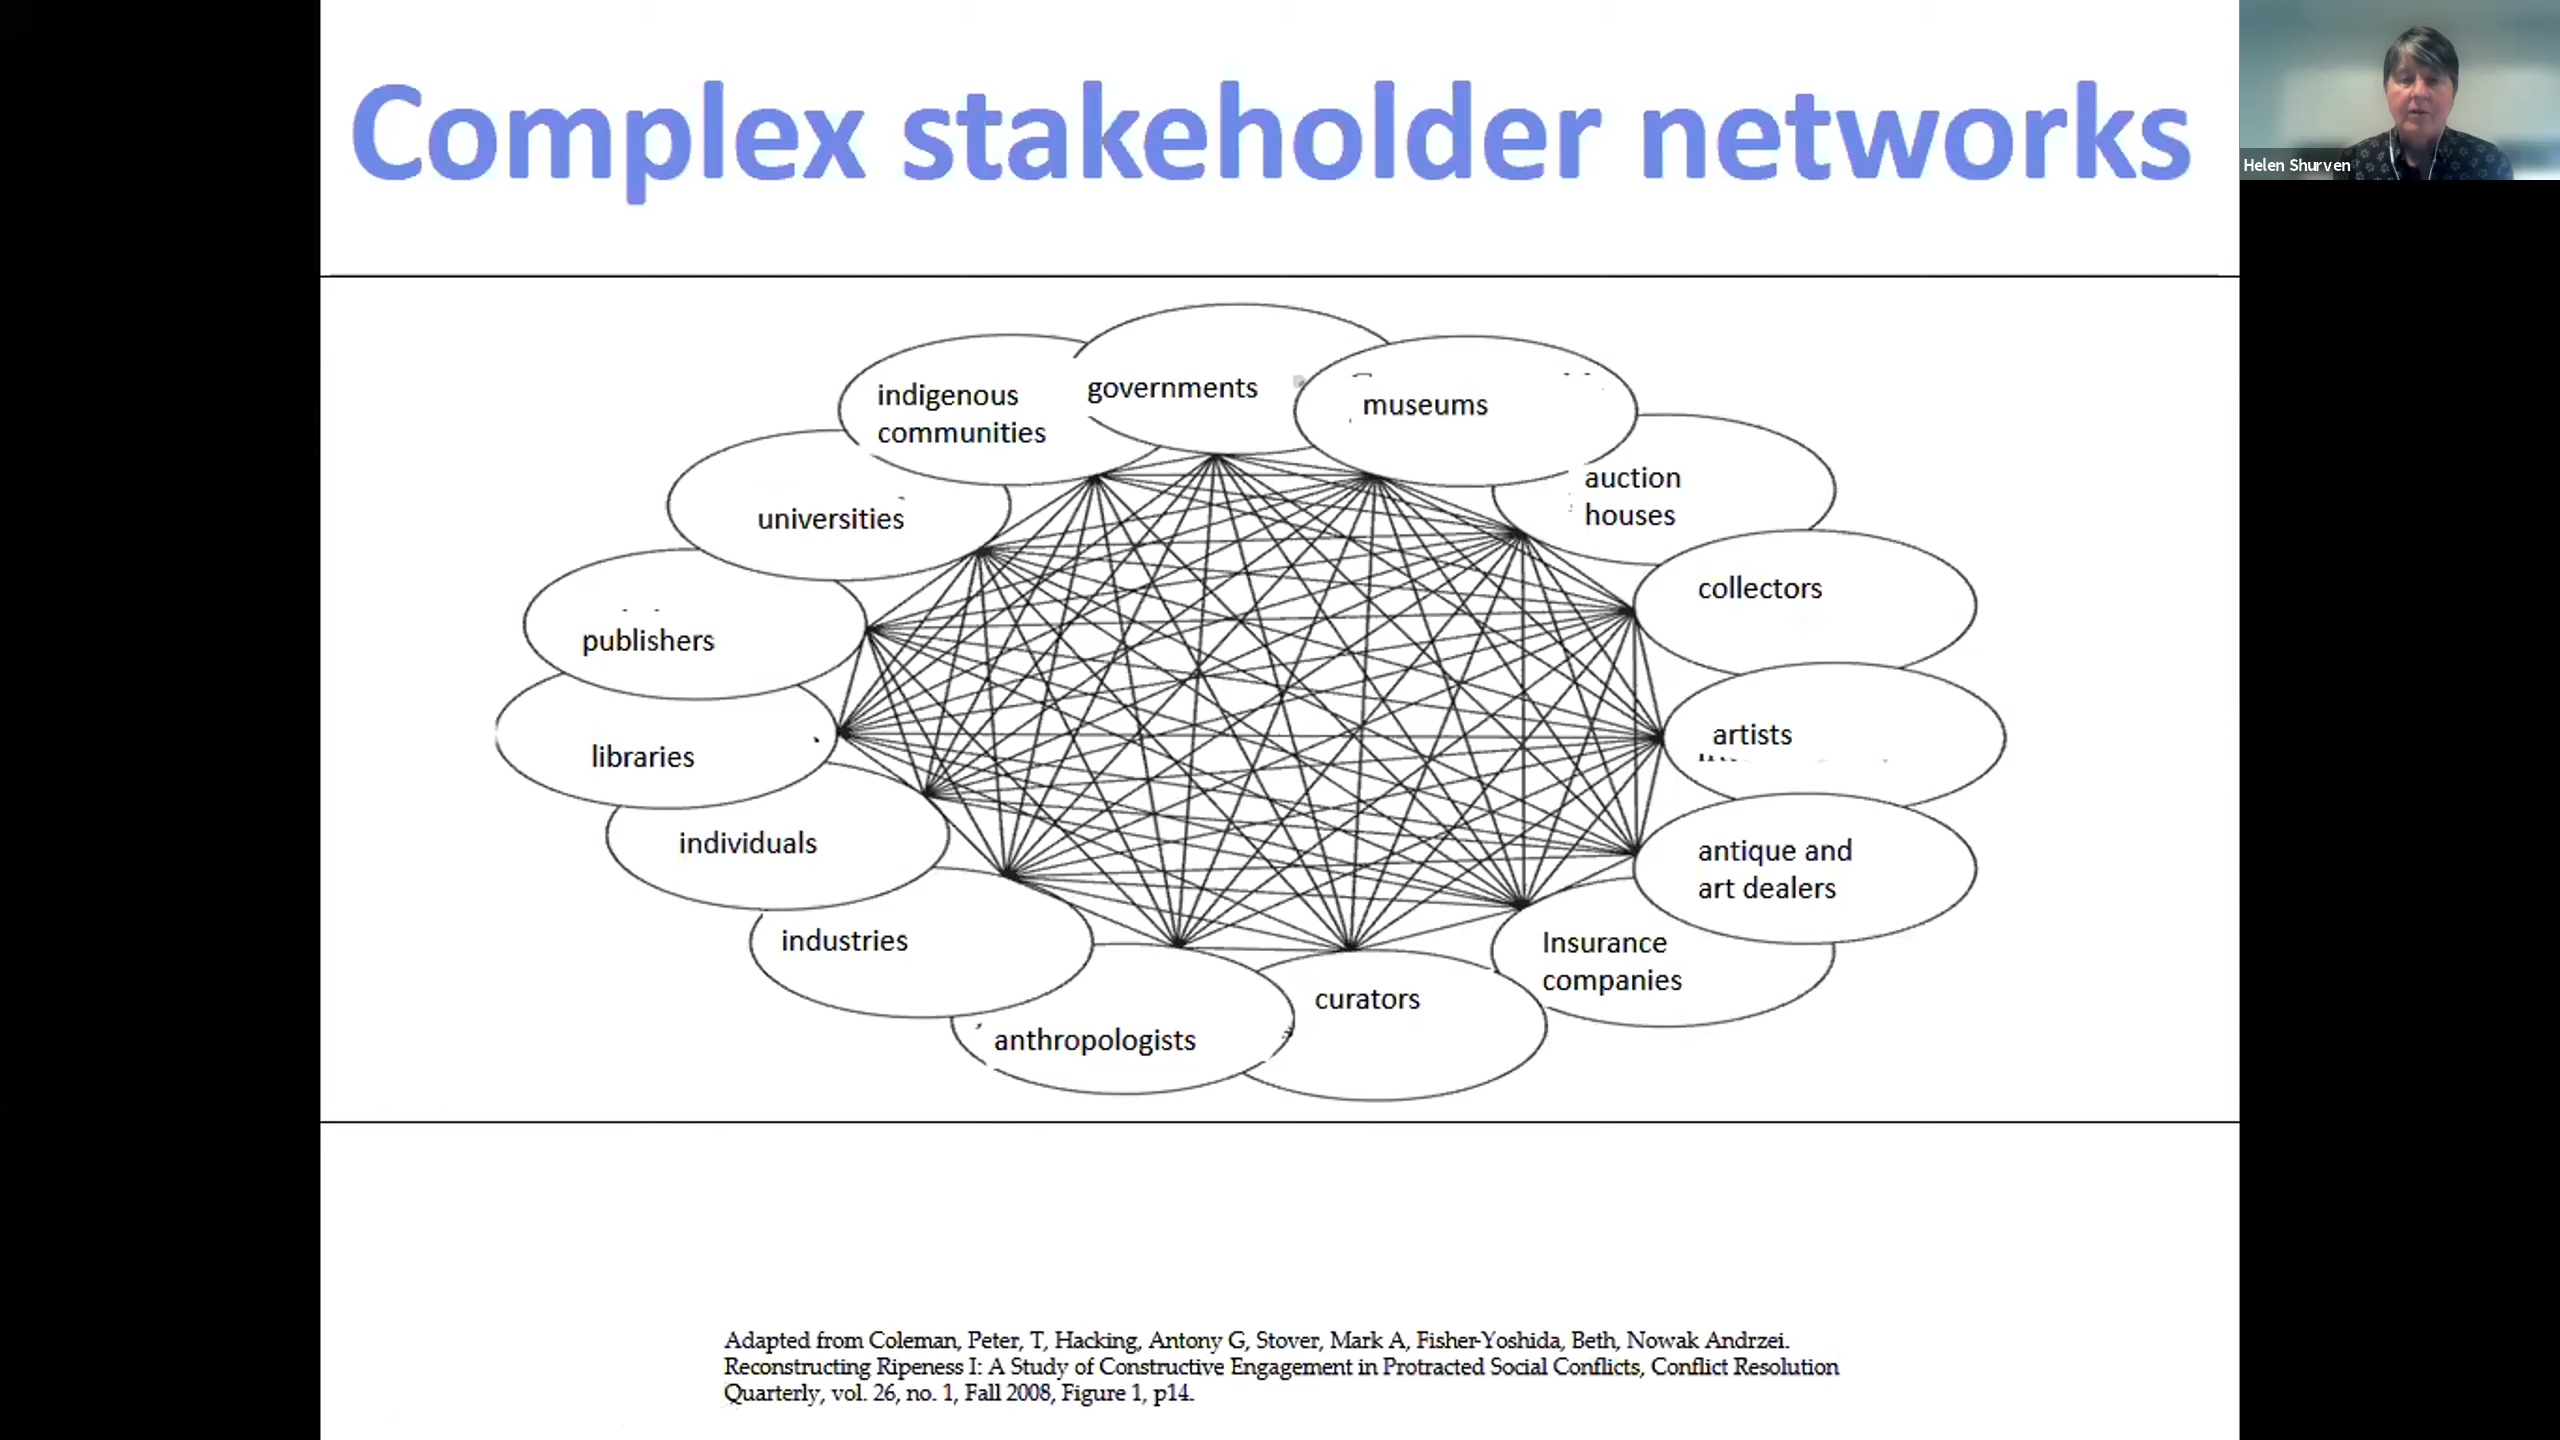 Complex stakeholder networks
Helen Shurven
governments
indigenous
communities
museums
auction
houses
universities
collectors
publishers
artists
libraries
individuals
antique and
art dealers
industries
Insurance
companies
curators
anthropologists
Adapted from Coleman, Peter, T, Hacking, Antony G, Stover, Mark A, Fisher-Yoshida, Beth, Nowak Andrzei.
Reconstructing Ripeness I: A Study of Constructive Engagement in Protracted Social Conflicts, Conflict Resolution
Quarterly, vol. 26, no. 1, Fall 2008, Figure 1, p14.